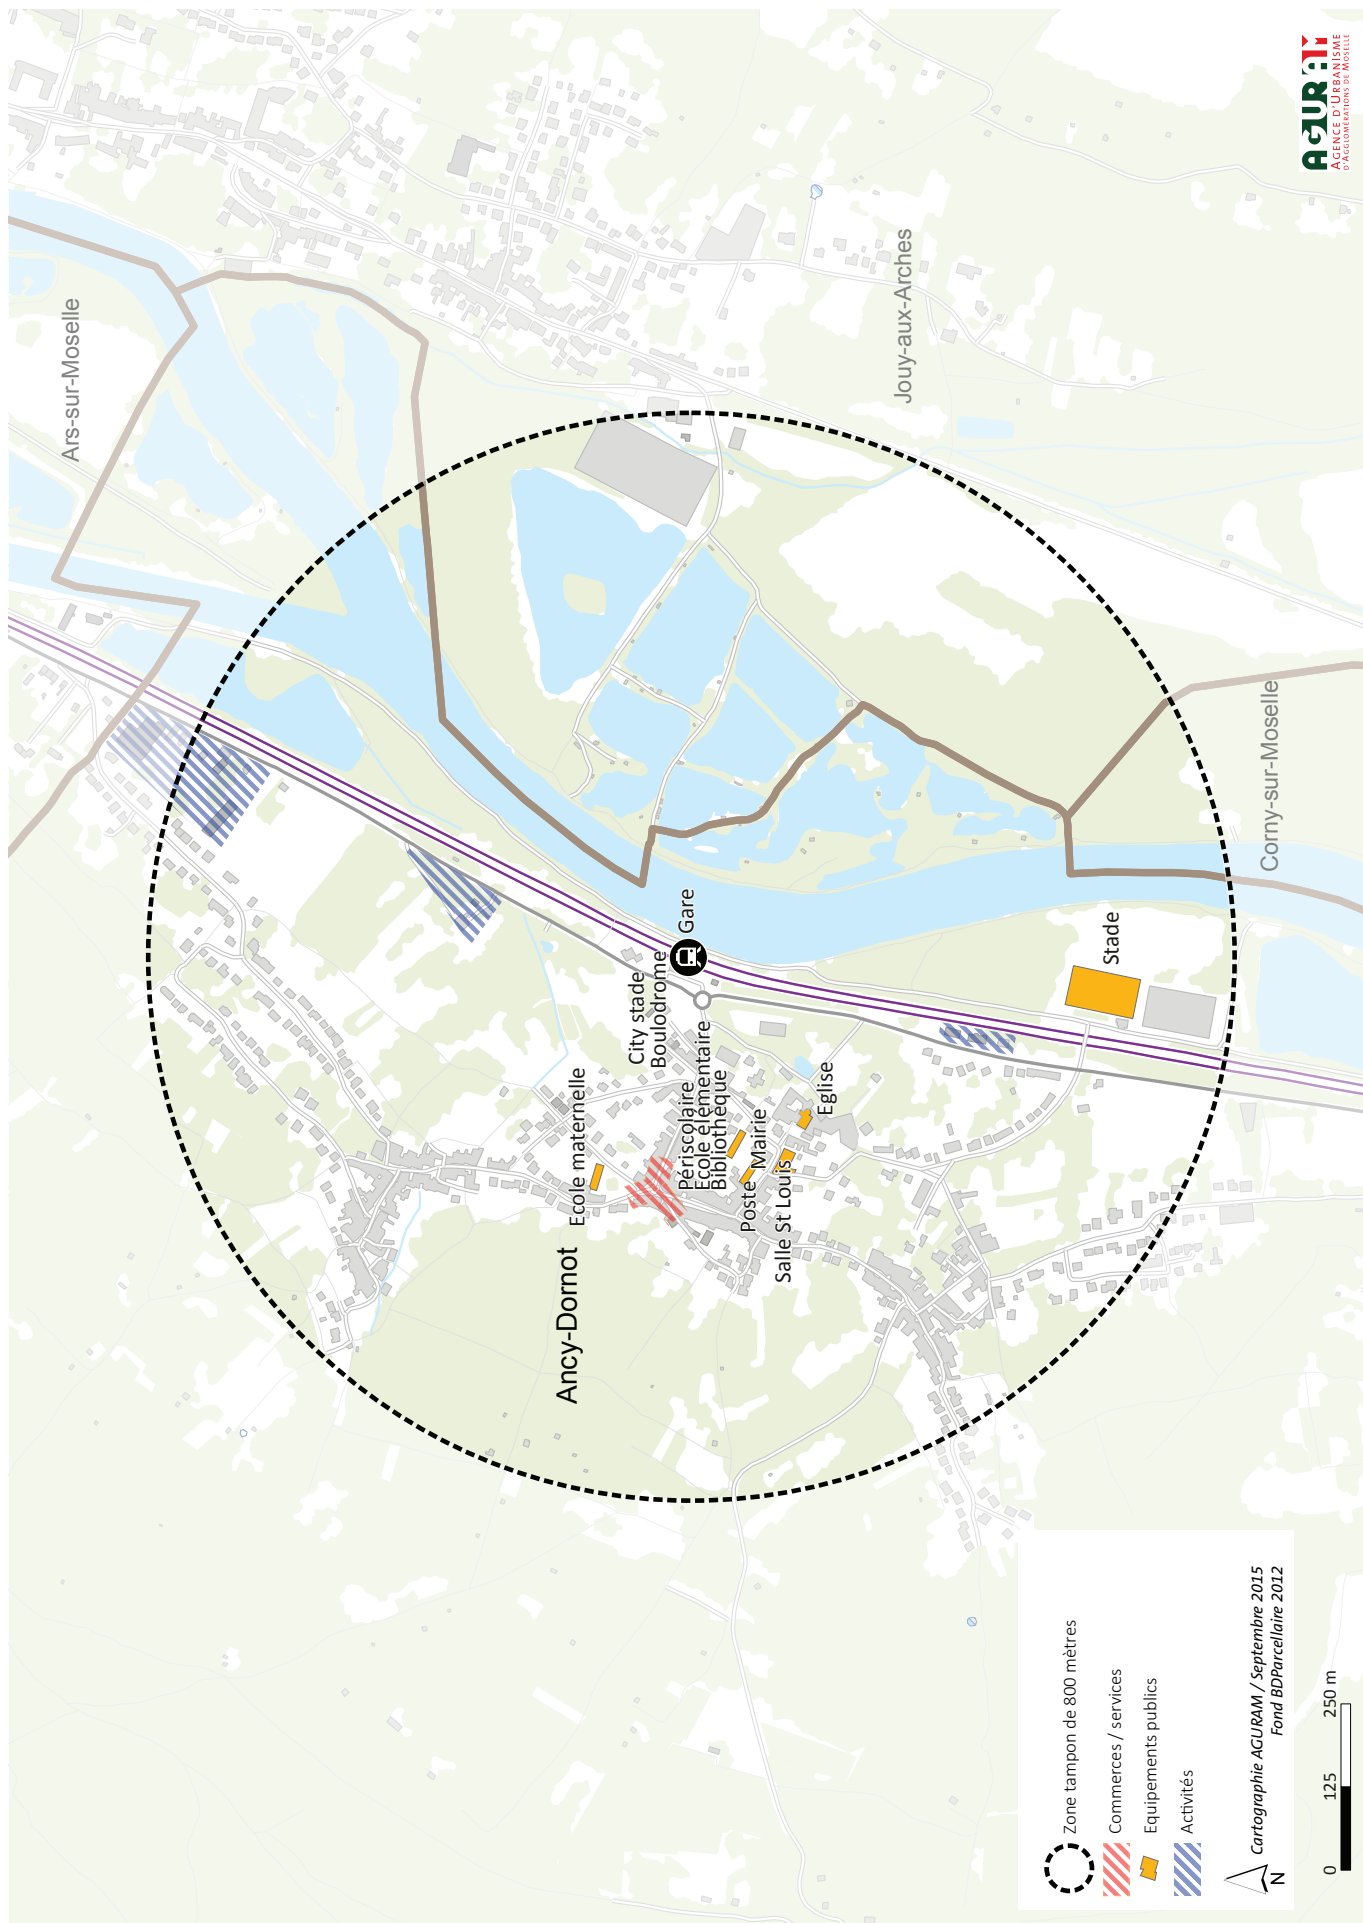 AGURAM
AGENCE D'URBANISME
D'AGGLOMÉRATIONS DE MOSELLE
Ars-sur-Moselle
Jouy-aux-Arches
Corny-sur-Moselle
Ancy-Dornot
Gare
City stade
Boulodrome
Ecole maternelle
Périscolaire
Ecole élémentaire
Bibliothèque
Mairie
Poste
Salle St Louis
Eglise
Stade
Zone tampon de 800 mètres
Commerces / services
Equipements publics
Activités
N
Cartographie AGURAM / Septembre 2015
Fond BDParcellaire 2012
0 125 250 m